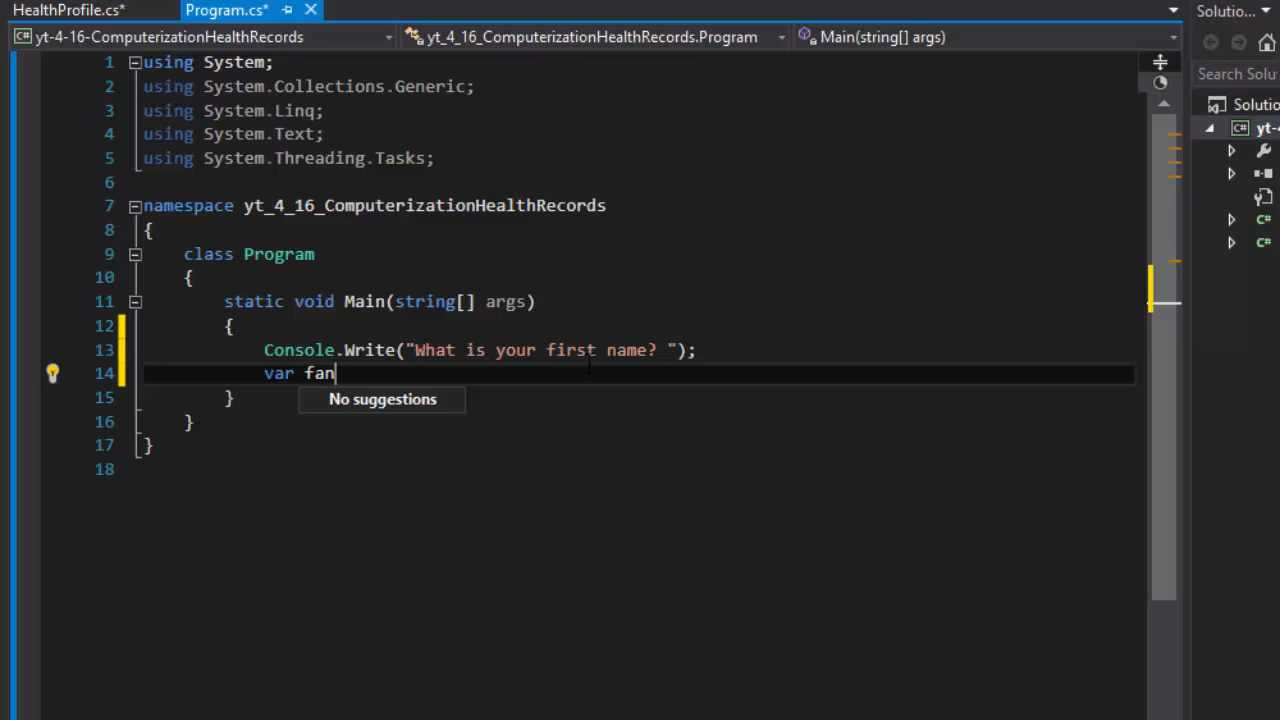 HealthProfile.cs*
Program.cs*
Solutio...
yt-4-16-ComputerizationHealthRecords
yt_4_16_ComputerizationHealthRecords.Program
Main(string[] args)
Search Solu
Solutio
yt-4
1 using System;
2 using System.Collections.Generic;
3 using System.Linq;
4 using System.Text;
5 using System.Threading.Tasks;
6
7 namespace yt_4_16_ComputerizationHealthRecords
8 {
9 class Program
10 {
11 static void Main(string[] args)
12 {
13 Console.Write("What is your first name? ");
14 var fan
No suggestions
15 }
16 }
17 }
18